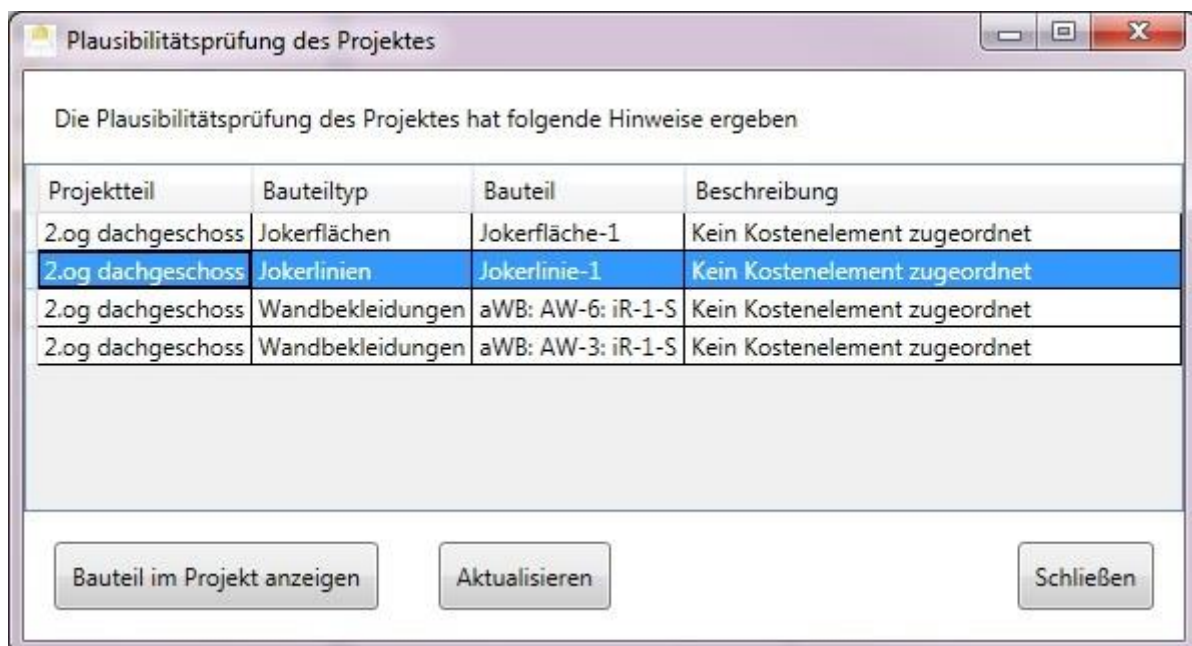 Plausibilitätsprüfung des Projektes
Die Plausibilitätsprüfung des Projektes hat folgende Hinweise ergeben
Projektteil Bauteiltyp Bauteil Beschreibung
2.og dachgeschoss Jokerflächen Jokerfläche-1 Kein Kostenelement zugeordnet
2.og dachgeschoss Jokerlinien Jokerlinie-1 Kein Kostenelement zugeordnet
2.og dachgeschoss Wandbekleidungen aWB: AW-6: iR-1-S Kein Kostenelement zugeordnet
2.og dachgeschoss Wandbekleidungen aWB: AW-3: iR-1-S Kein Kostenelement zugeordnet
Bauteil im Projekt anzeigen Aktualisieren Schließen